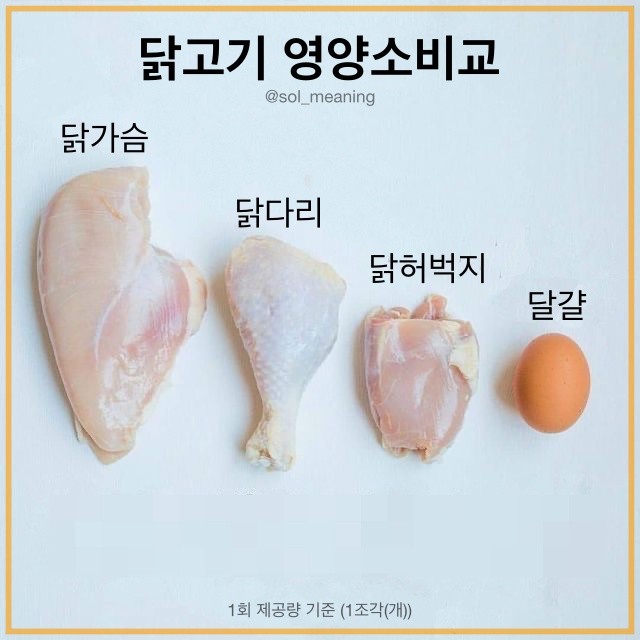 닭고기 영양소비교
@sol_meaning
닭가슴
닭다리
닭허벅지
달걀
1회 제공량 기준 (1조각(개))